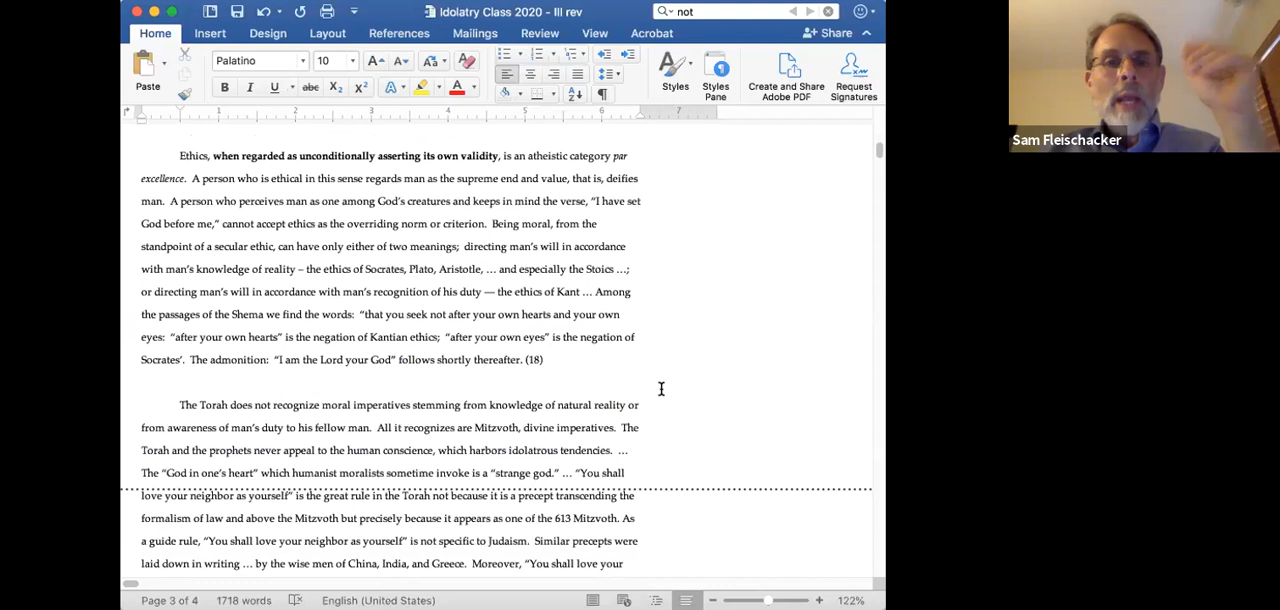 Idolatry Class 2020 - III rev
not
Home Insert Design Layout References Mailings Review View Acrobat Share
Palatino 10
Paste
Styles Styles Pane Create and Share Adobe PDF Request Signatures
1 2 3 4 5 6 7
Sam Fleischacker
Ethics, when regarded as unconditionally asserting its own validity, is an atheistic category par
excellence. A person who is ethical in this sense regards man as the supreme end and value, that is, deifies
man. A person who perceives man as one among God’s creatures and keeps in mind the verse, “I have set
God before me,” cannot accept ethics as the overriding norm or criterion. Being moral, from the
standpoint of a secular ethic, can have only either of two meanings; directing man’s will in accordance
with man’s knowledge of reality – the ethics of Socrates, Plato, Aristotle, … and especially the Stoics …;
or directing man’s will in accordance with man’s recognition of his duty — the ethics of Kant … Among
the passages of the Shema we find the words: “that you seek not after your own hearts and your own
eyes: “after your own hearts” is the negation of Kantian ethics; “after your own eyes” is the negation of
Socrates’. The admonition: “I am the Lord your God” follows shortly thereafter. (18)
The Torah does not recognize moral imperatives stemming from knowledge of natural reality or
from awareness of man’s duty to his fellow man. All it recognizes are Mitzvoth, divine imperatives. The
Torah and the prophets never appeal to the human conscience, which harbors idolatrous tendencies. …
The “God in one’s heart” which humanist moralists sometime invoke is a “strange god.” … “You shall
love your neighbor as yourself” is the great rule in the Torah not because it is a precept transcending the
formalism of law and above the Mitzvoth but precisely because it appears as one of the 613 Mitzvoth. As
a guide rule, “You shall love your neighbor as yourself” is not specific to Judaism. Similar precepts were
laid down in writing … by the wise men of China, India, and Greece. Moreover, “You shall love your
Page 3 of 4 1718 words English (United States) 122%